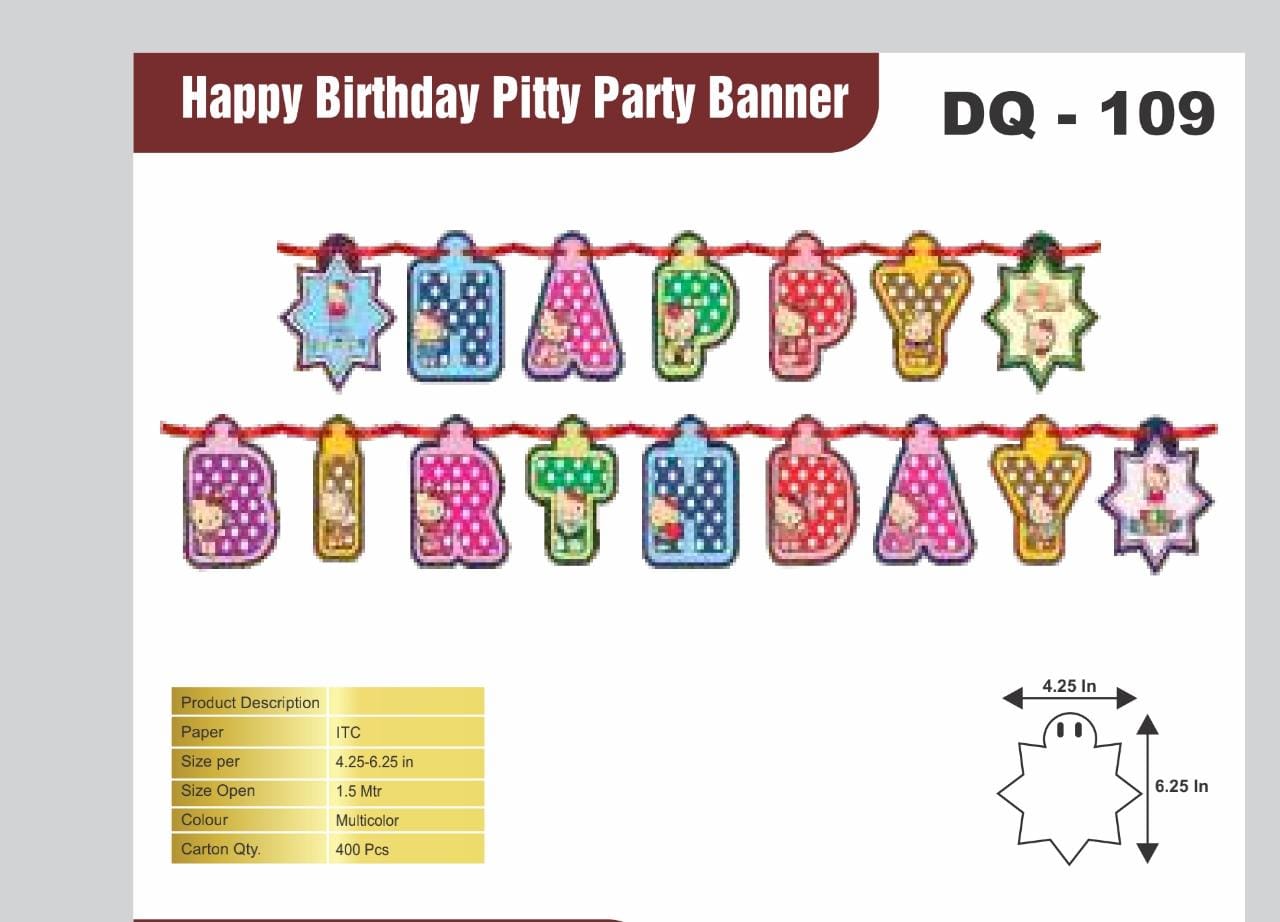 Happy Birthday Pitty Party Banner
DQ - 109
HAPPY
BIRTHDAY
Product Description
Paper ITC
Size per 4.25-6.25 in
Size Open 1.5 Mtr
Colour Multicolor
Carton Qty. 400 Pcs
4.25 In
6.25 In